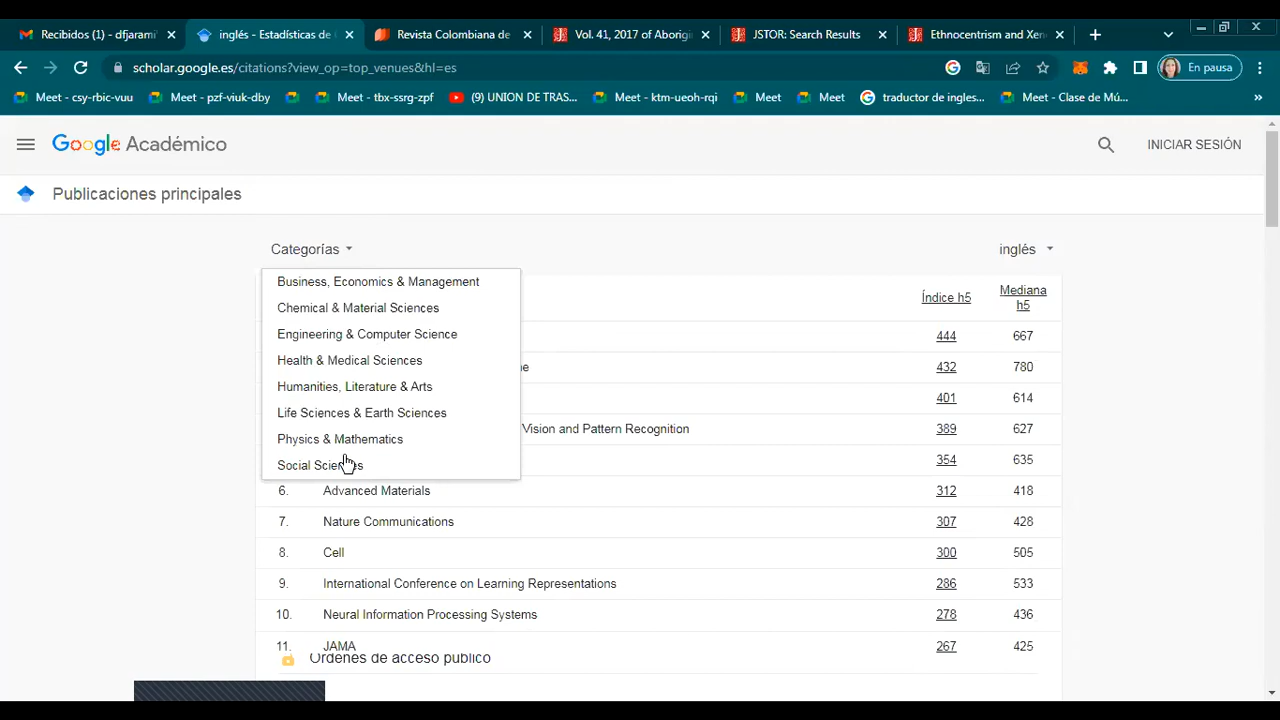 Recibidos (1) - dfjarami
inglés - Estadísticas de
Revista Colombiana de
Vol. 41, 2017 of Aborigi
JSTOR: Search Results
Ethnocentrism and Xen
scholar.google.es/citations?view_op=top_venues&hl=es
En pausa
Meet - csy-rbic-vuu
Meet - pzf-viuk-dby
Meet - tbx-ssrg-zpf
(9) UNION DE TRAS...
Meet - ktm-ueoh-rqi
Meet
Meet
traductor de ingles...
Meet - Clase de Mú...
Google Académico
INICIAR SESIÓN
Publicaciones principales
Categorías
inglés
Business, Economics & Management
Chemical & Material Sciences
Engineering & Computer Science
Health & Medical Sciences
Humanities, Literature & Arts
Life Sciences & Earth Sciences
Physics & Mathematics
Social Sciences
Índice h5
Mediana
h5
444 667
ne 432 780
401 614
Vision and Pattern Recognition 389 627
354 635
6. Advanced Materials 312 418
7. Nature Communications 307 428
8. Cell 300 505
9. International Conference on Learning Representations 286 533
10. Neural Information Processing Systems 278 436
11. JAMA 267 425
Órdenes de acceso público